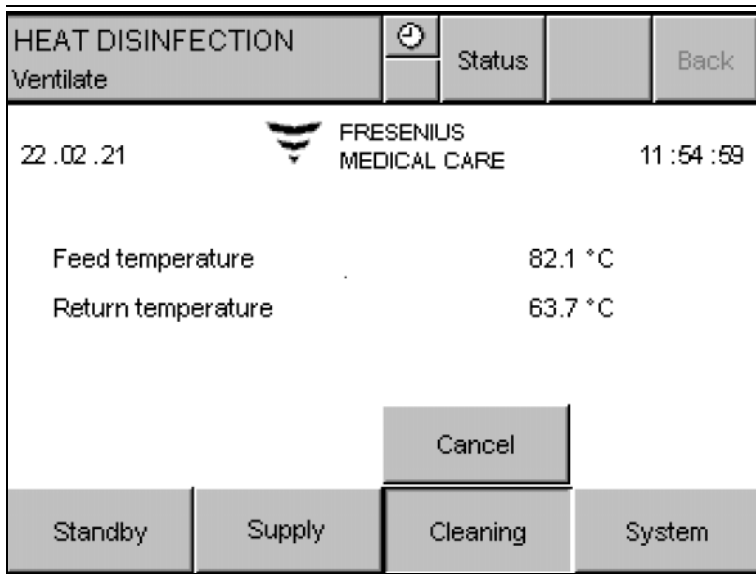 HEAT DISINFECTION
Ventilate
Status
Back
22.02.21
FRESENIUS
MEDICAL CARE
11:54:59
Feed temperature 82.1 °C
Return temperature 63.7 °C
Cancel
Standby
Supply
Cleaning
System